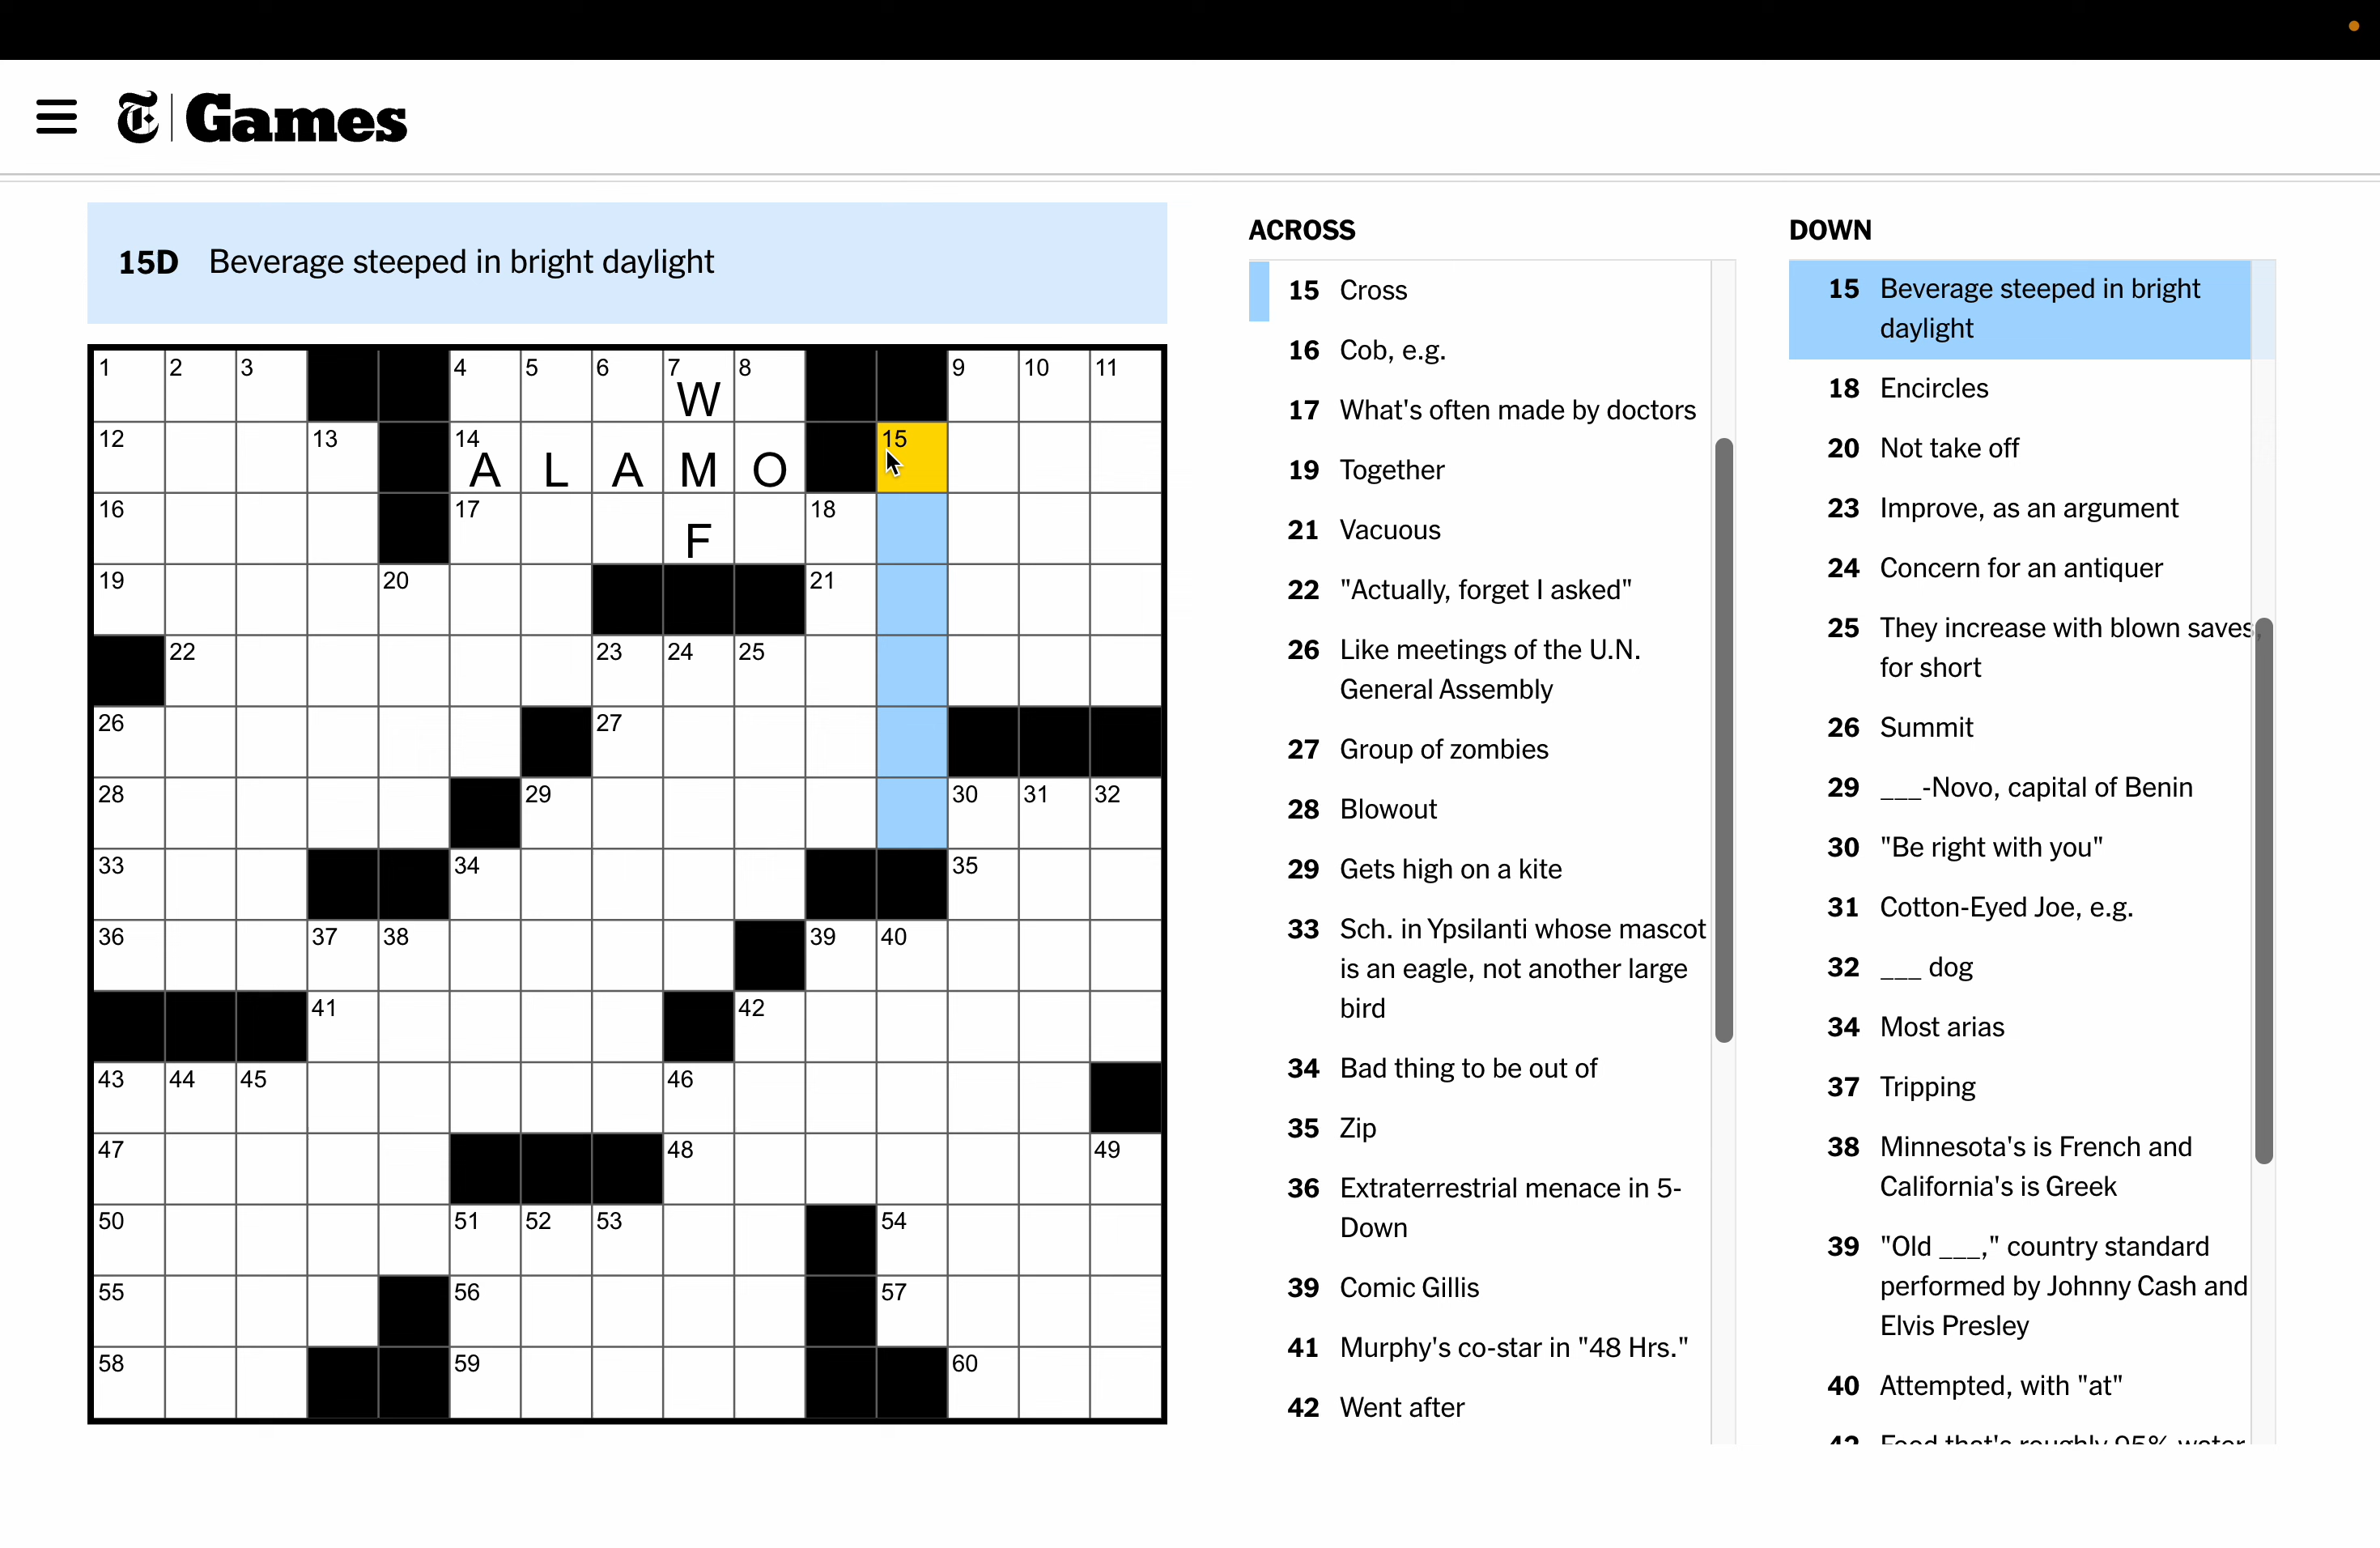 T Games
15D Beverage steeped in bright daylight
1 2 3 4 5 6 7 W 8 9 10 11
12 13 14 A L A M O 15
16 17 F 18
19 20 21
22 23 24 25
26 27
28 29 30 31 32
33 34 35
36 37 38 39 40
41 42
43 44 45 46
47 48 49
50 51 52 53 54
55 56 57
58 59 60
ACROSS
15 Cross
16 Cob, e.g.
17 What's often made by doctors
19 Together
21 Vacuous
22 "Actually, forget I asked"
26 Like meetings of the U.N.
General Assembly
27 Group of zombies
28 Blowout
29 Gets high on a kite
33 Sch. in Ypsilanti whose mascot
is an eagle, not another large
bird
34 Bad thing to be out of
35 Zip
36 Extraterrestrial menace in 5-
Down
39 Comic Gillis
41 Murphy's co-star in "48 Hrs."
42 Went after
DOWN
15 Beverage steeped in bright
daylight
18 Encircles
20 Not take off
23 Improve, as an argument
24 Concern for an antiquer
25 They increase with blown saves,
for short
26 Summit
29 ___-Novo, capital of Benin
30 "Be right with you"
31 Cotton-Eyed Joe, e.g.
32 ___ dog
34 Most arias
37 Tripping
38 Minnesota's is French and
California's is Greek
39 "Old ___," country standard
performed by Johnny Cash and
Elvis Presley
40 Attempted, with "at"
42 Food that's roughly 95% water